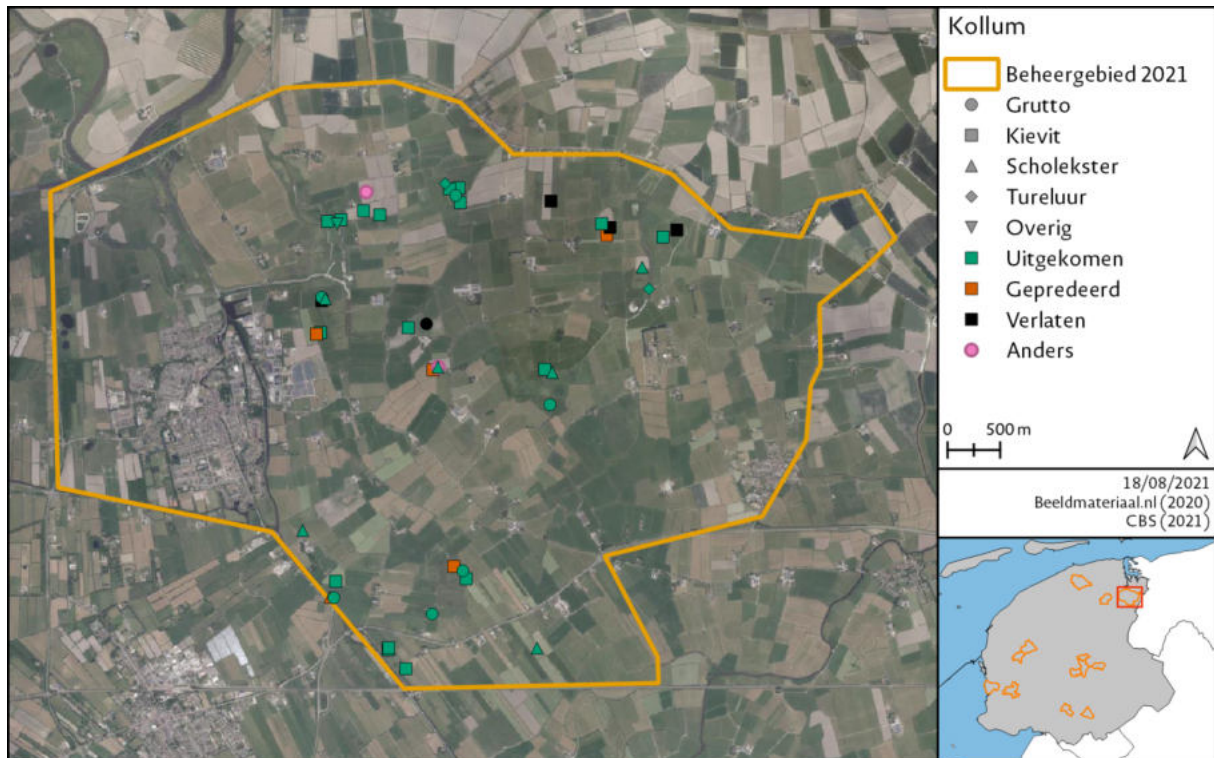 Kollum
Beheergebied 2021
Grutto
Kievit
Scholekster
Tureluur
Overig
Uitgekomen
Gepredeerd
Verlaten
Anders
0 500 m
18/08/2021
Beeldmateriaal.nl (2020)
CBS (2021)